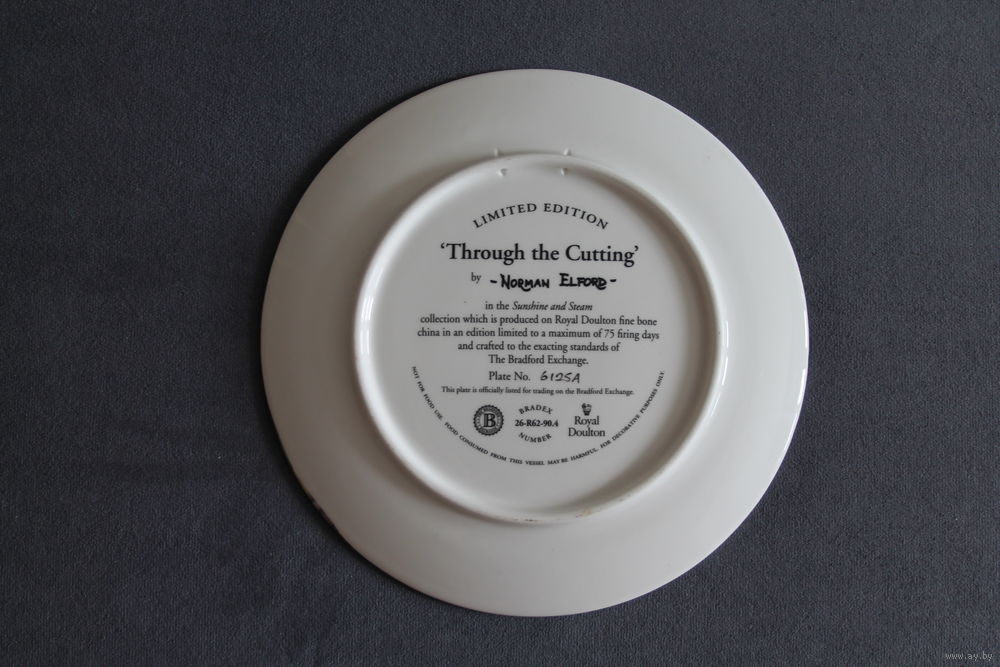 LIMITED EDITION
‘Through the Cutting’
by - NORMAN ELFORD -
in the Sunshine and Steam
collection which is produced on Royal Doulton fine bone
china in an edition limited to a maximum of 75 firing days
and crafted to the exacting standards of
The Bradford Exchange.
Plate No. 6125A
This plate is officially listed for trading on the Bradford Exchange.
B
BRADEX
26-R62-90.4
NUMBER
Royal
Doulton
NOT FOR FOOD USE. FOOD CONSUMED FROM THIS VESSEL MAY BE HARMFUL. FOR DECORATIVE PURPOSES ONLY.
www.ay.by